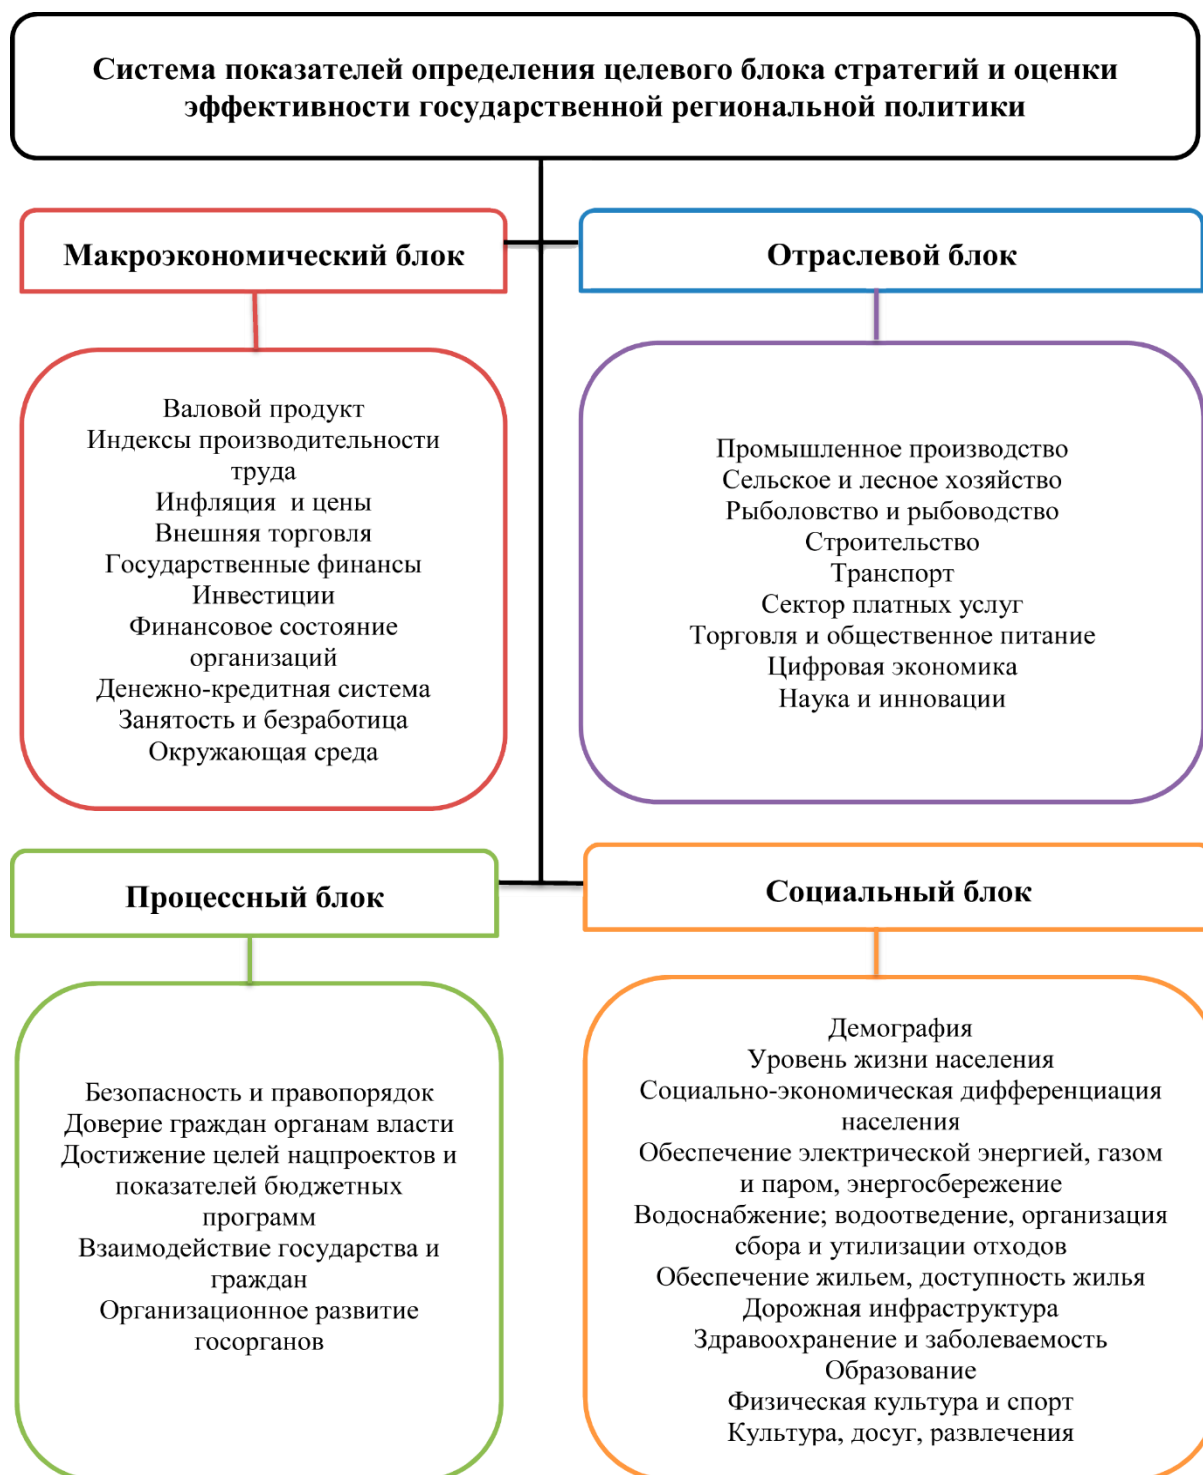 Система показателей определения целевого блока стратегий и оценки
эффективности государственной региональной политики
Макроэкономический блок
Валовой продукт
Индексы производительности
труда
Инфляция и цены
Внешняя торговля
Государственные финансы
Инвестиции
Финансовое состояние
организаций
Денежно-кредитная система
Занятость и безработица
Окружающая среда
Отраслевой блок
Промышленное производство
Сельское и лесное хозяйство
Рыболовство и рыбоводство
Строительство
Транспорт
Сектор платных услуг
Торговля и общественное питание
Цифровая экономика
Наука и инновации
Процессный блок
Безопасность и правопорядок
Доверие граждан органам власти
Достижение целей нацпроектов и
показателей бюджетных
программ
Взаимодействие государства и
граждан
Организационное развитие
госорганов
Социальный блок
Демография
Уровень жизни населения
Социально-экономическая дифференциация
населения
Обеспечение электрической энергией, газом
и паром, энергосбережение
Водоснабжение; водоотведение, организация
сбора и утилизации отходов
Обеспечение жильем, доступность жилья
Дорожная инфраструктура
Здравоохранение и заболеваемость
Образование
Физическая культура и спорт
Культура, досуг, развлечения